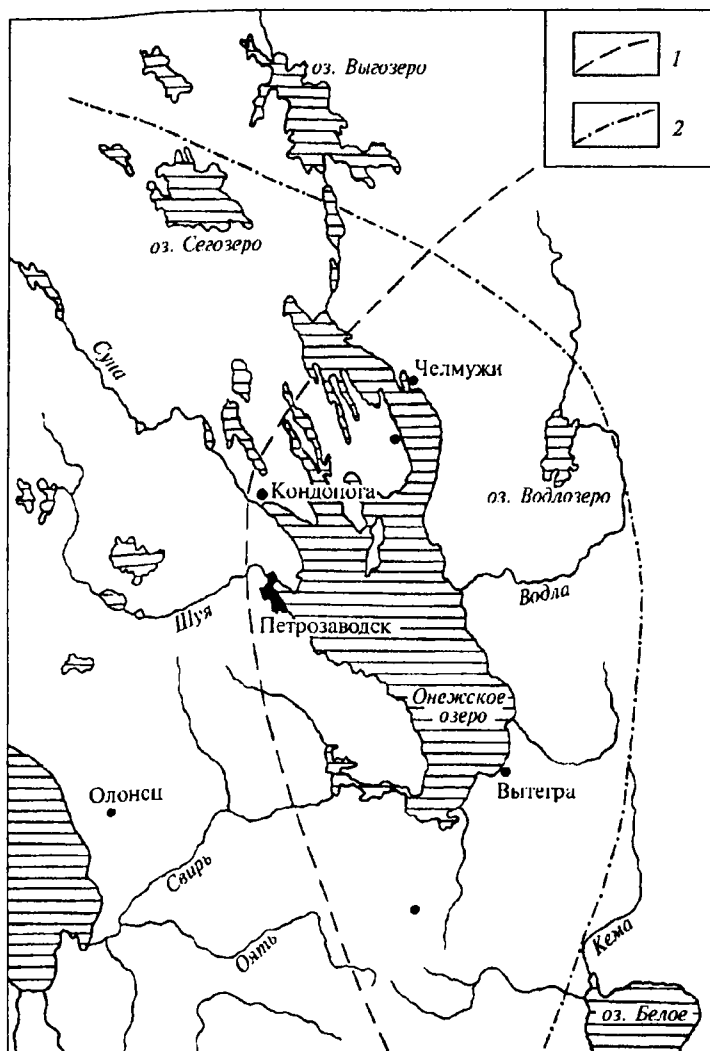 оз. Выгозеро
1
2
оз. Сегозеро
Суна
Челмужи
оз. Водлозеро
Кондопога
Водла
Шуя
Петрозаводск
Онежское
озеро
Вытегра
Олонец
Свирь
Оять
Кема
оз. Белое